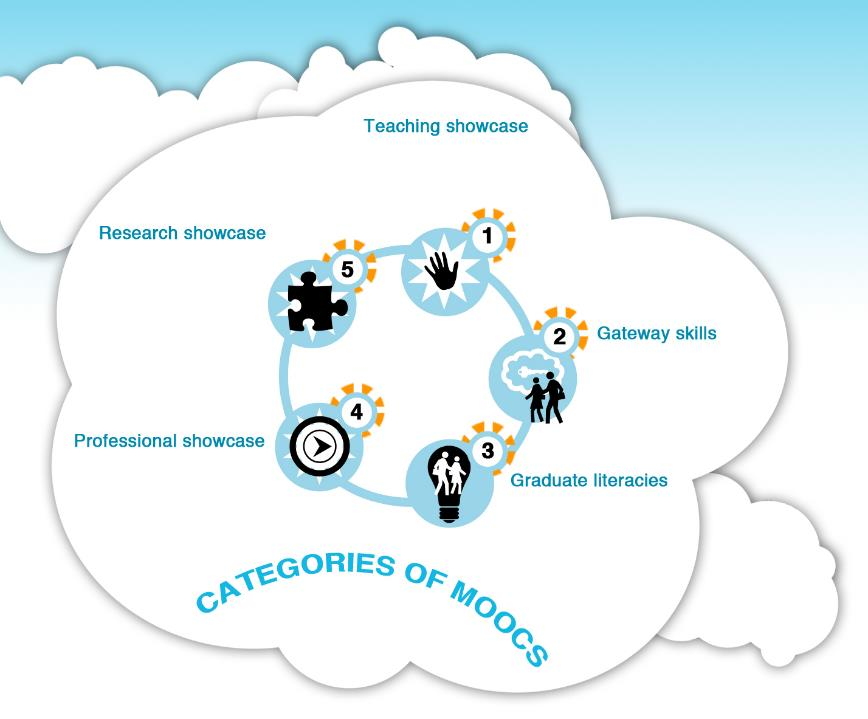 Teaching showcase
1
Research showcase
5
2
Gateway skills
4
Professional showcase
3
Graduate literacies
CATEGORIES OF MOOCS